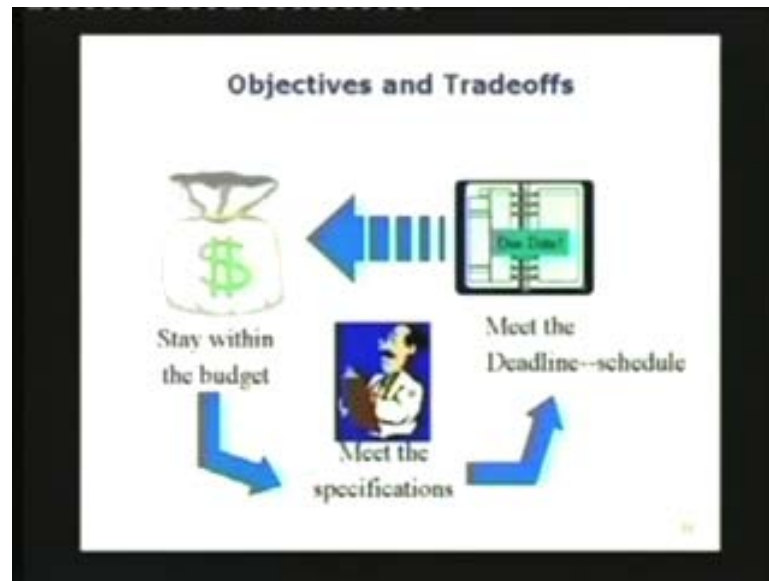 Objectives and Tradeoffs
$
Due Date!
Stay within
the budget
Meet the
Deadline--schedule
Meet the
specifications